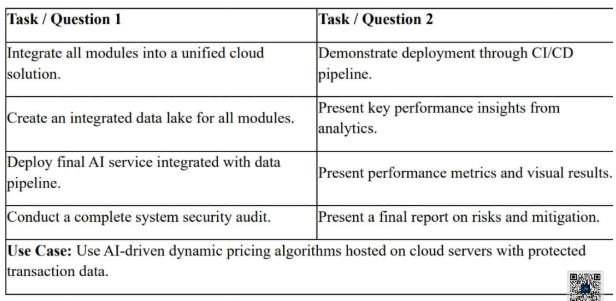 Task / Question 1
Task / Question 2
Integrate all modules into a unified cloud
solution.
Demonstrate deployment through CI/CD
pipeline.
Create an integrated data lake for all modules.
Present key performance insights from
analytics.
Deploy final AI service integrated with data
pipeline.
Present performance metrics and visual results.
Conduct a complete system security audit.
Present a final report on risks and mitigation.
Use Case: Use AI-driven dynamic pricing algorithms hosted on cloud servers with protected
transaction data.